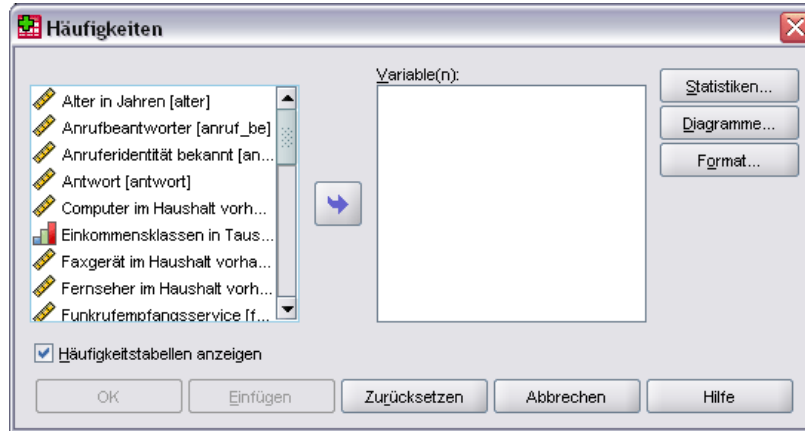 Häufigkeiten
Alter in Jahren [alter]
Anrufbeantworter [anruf_be]
Anruferidentität bekannt [an...
Antwort [antwort]
Computer im Haushalt vorh...
Einkommensklassen in Taus...
Faxgerät im Haushalt vorha...
Fernseher im Haushalt vorh...
Funkrufempfangsservice [f...
Variable(n):
Statistiken...
Diagramme...
Format...
Häufigkeitstabellen anzeigen
OK
Einfügen
Zurücksetzen
Abbrechen
Hilfe